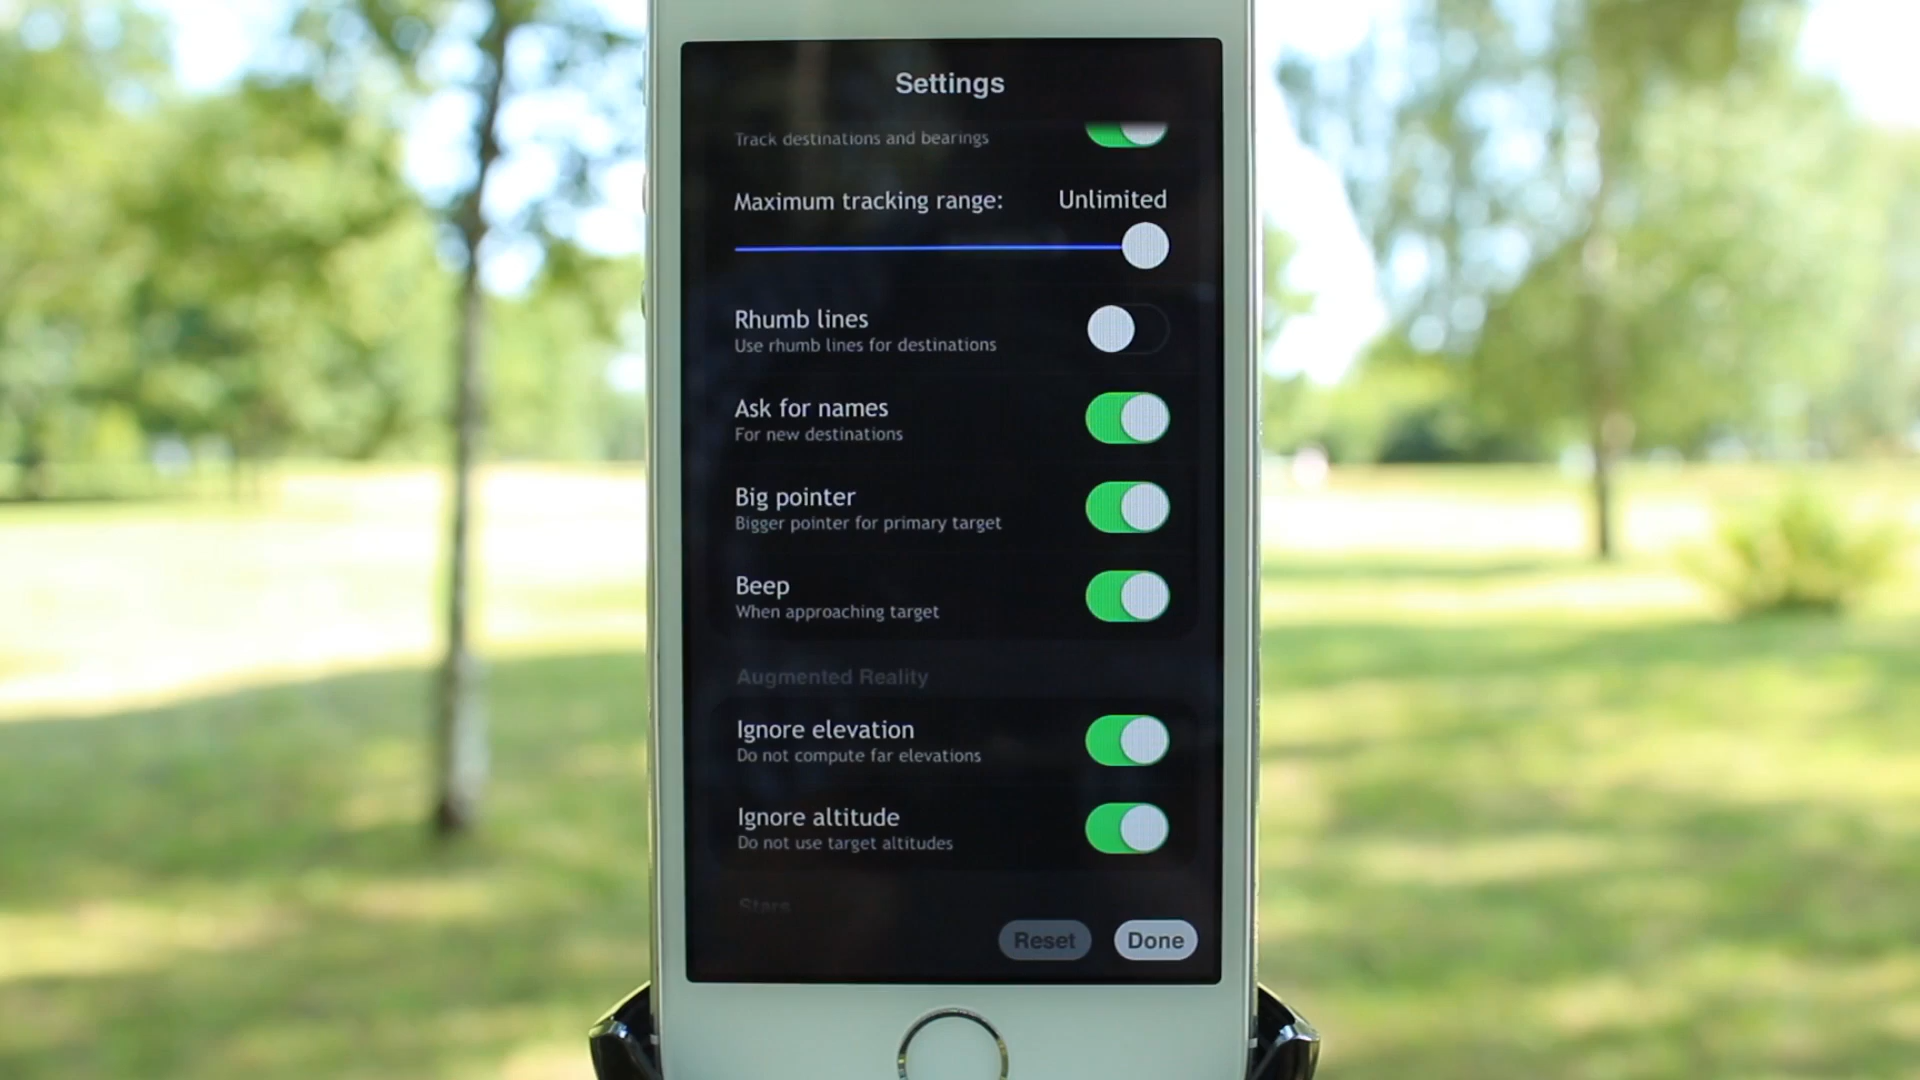 Settings
Track destinations and bearings
Maximum tracking range: Unlimited
Rhumb lines
Use rhumb lines for destinations
Ask for names
For new destinations
Big pointer
Bigger pointer for primary target
Beep
When approaching target
Augmented Reality
Ignore elevation
Do not compute far elevations
Ignore altitude
Do not use target altitudes
Stars
Reset Done